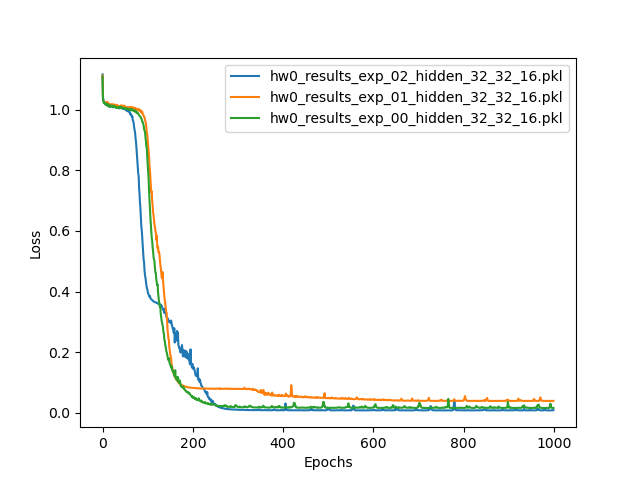 hw0_results_exp_02_hidden_32_32_16.pkl
hw0_results_exp_01_hidden_32_32_16.pkl
hw0_results_exp_00_hidden_32_32_16.pkl
1.0
0.8
0.6
0.4
0.2
0.0
Loss
0 200 400 600 800 1000
Epochs